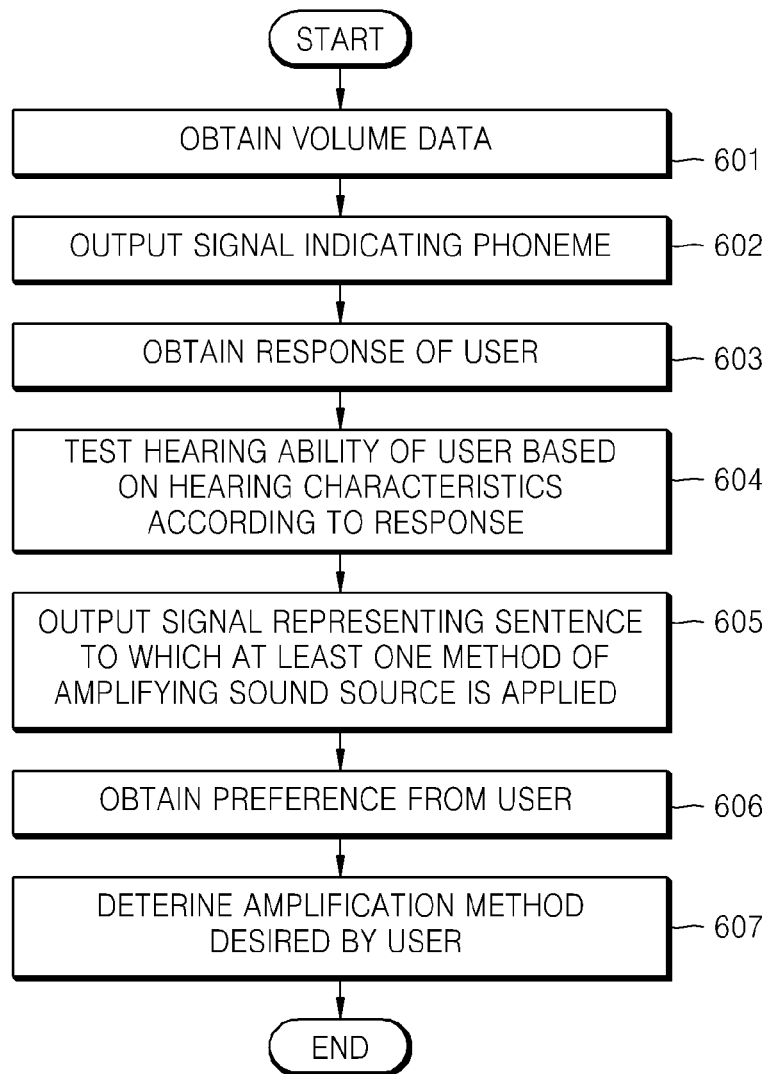 START
OBTAIN VOLUME DATA
601
OUTPUT SIGNAL INDICATING PHONEME
602
OBTAIN RESPONSE OF USER
603
TEST HEARING ABILITY OF USER BASED
ON HEARING CHARACTERISTICS
ACCORDING TO RESPONSE
604
OUTPUT SIGNAL REPRESENTING SENTENCE
TO WHICH AT LEAST ONE METHOD OF
AMPLIFYING SOUND SOURCE IS APPLIED
605
OBTAIN PREFERENCE FROM USER
606
DETERINE AMPLIFICATION METHOD
DESIRED BY USER
607
END